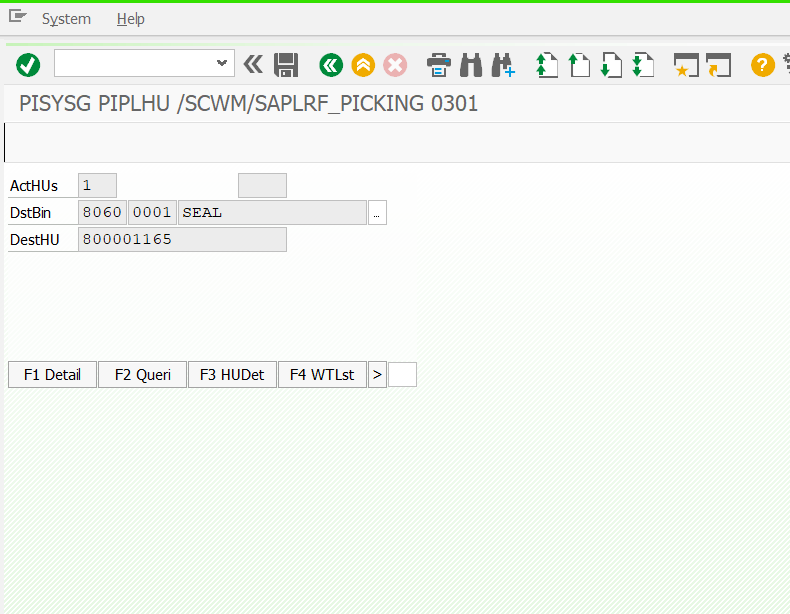 System Help
PISYSG PIPLHU /SCWM/SAPLRF_PICKING 0301
ActHUs 1
DstBin 8060 0001 SEAL ...
DestHU 800001165
F1 Detail F2 Queri F3 HUDet F4 WTLst >